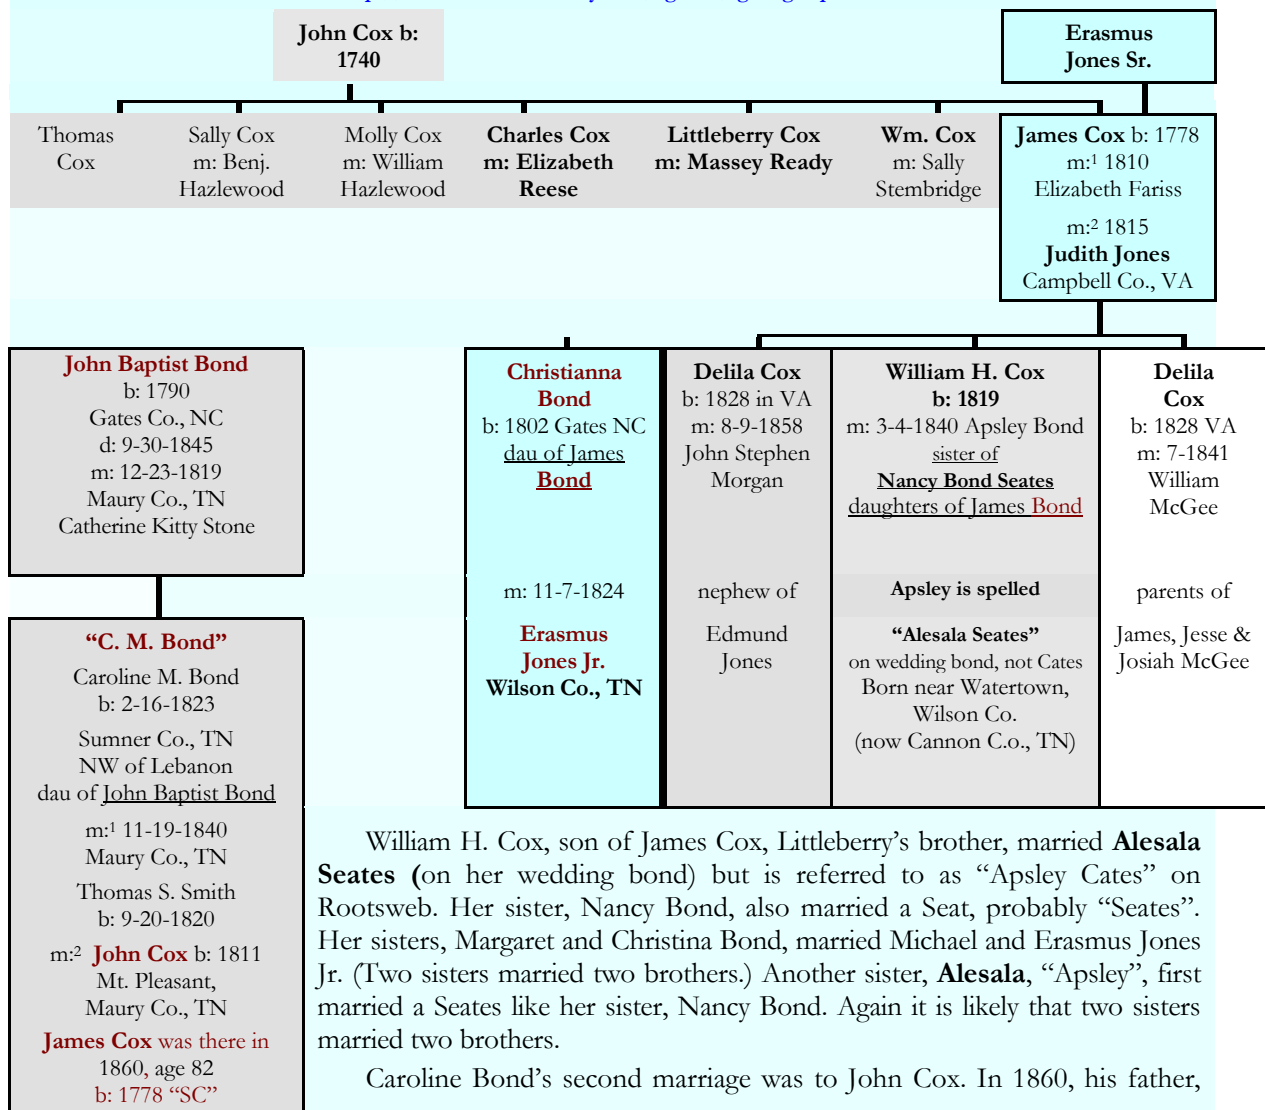 John Cox b:
1740
Erasmus
Jones Sr.
Thomas
Cox
Sally Cox
m: Benj.
Hazlewood
Molly Cox
m: William
Hazlewood
Charles Cox
m: Elizabeth
Reese
Littleberry Cox
m: Massey Ready
Wm. Cox
m: Sally
Stembridge
James Cox b: 1778
m:¹ 1810
Elizabeth Fariss
m:² 1815
Judith Jones
Campbell Co., VA
John Baptist Bond
b: 1790
Gates Co., NC
d: 9-30-1845
m: 12-23-1819
Maury Co., TN
Catherine Kitty Stone
Christianna
Bond
b: 1802 Gates NC
dau of James
Bond
m: 11-7-1824
Erasmus
Jones Jr.
Wilson Co., TN
Delila Cox
b: 1828 in VA
m: 8-9-1858
John Stephen
Morgan
nephew of
Edmund
Jones
William H. Cox
b: 1819
m: 3-4-1840 Apsley Bond
sister of
Nancy Bond Seates
daughters of James Bond
Apsley is spelled
“Alesala Seates”
on wedding bond, not Cates
Born near Watertown,
Wilson Co.
(now Cannon C.o., TN)
Delila
Cox
b: 1828 VA
m: 7-1841
William
McGee
parents of
James, Jesse &
Josiah McGee
“C. M. Bond”
Caroline M. Bond
b: 2-16-1823
Sumner Co., TN
NW of Lebanon
dau of John Baptist Bond
m:¹ 11-19-1840
Maury Co., TN
Thomas S. Smith
b: 9-20-1820
m:² John Cox b: 1811
Mt. Pleasant,
Maury Co., TN
James Cox was there in
1860, age 82
b: 1778 “SC”
William H. Cox, son of James Cox, Littleberry’s brother, married Alesala
Seates (on her wedding bond) but is referred to as “Apsley Cates” on
Rootsweb. Her sister, Nancy Bond, also married a Seat, probably “Seates”.
Her sisters, Margaret and Christina Bond, married Michael and Erasmus Jones
Jr. (Two sisters married two brothers.) Another sister, Alesala, “Apsley”, first
married a Seates like her sister, Nancy Bond. Again it is likely that two sisters
married two brothers.
Caroline Bond’s second marriage was to John Cox. In 1860, his father,